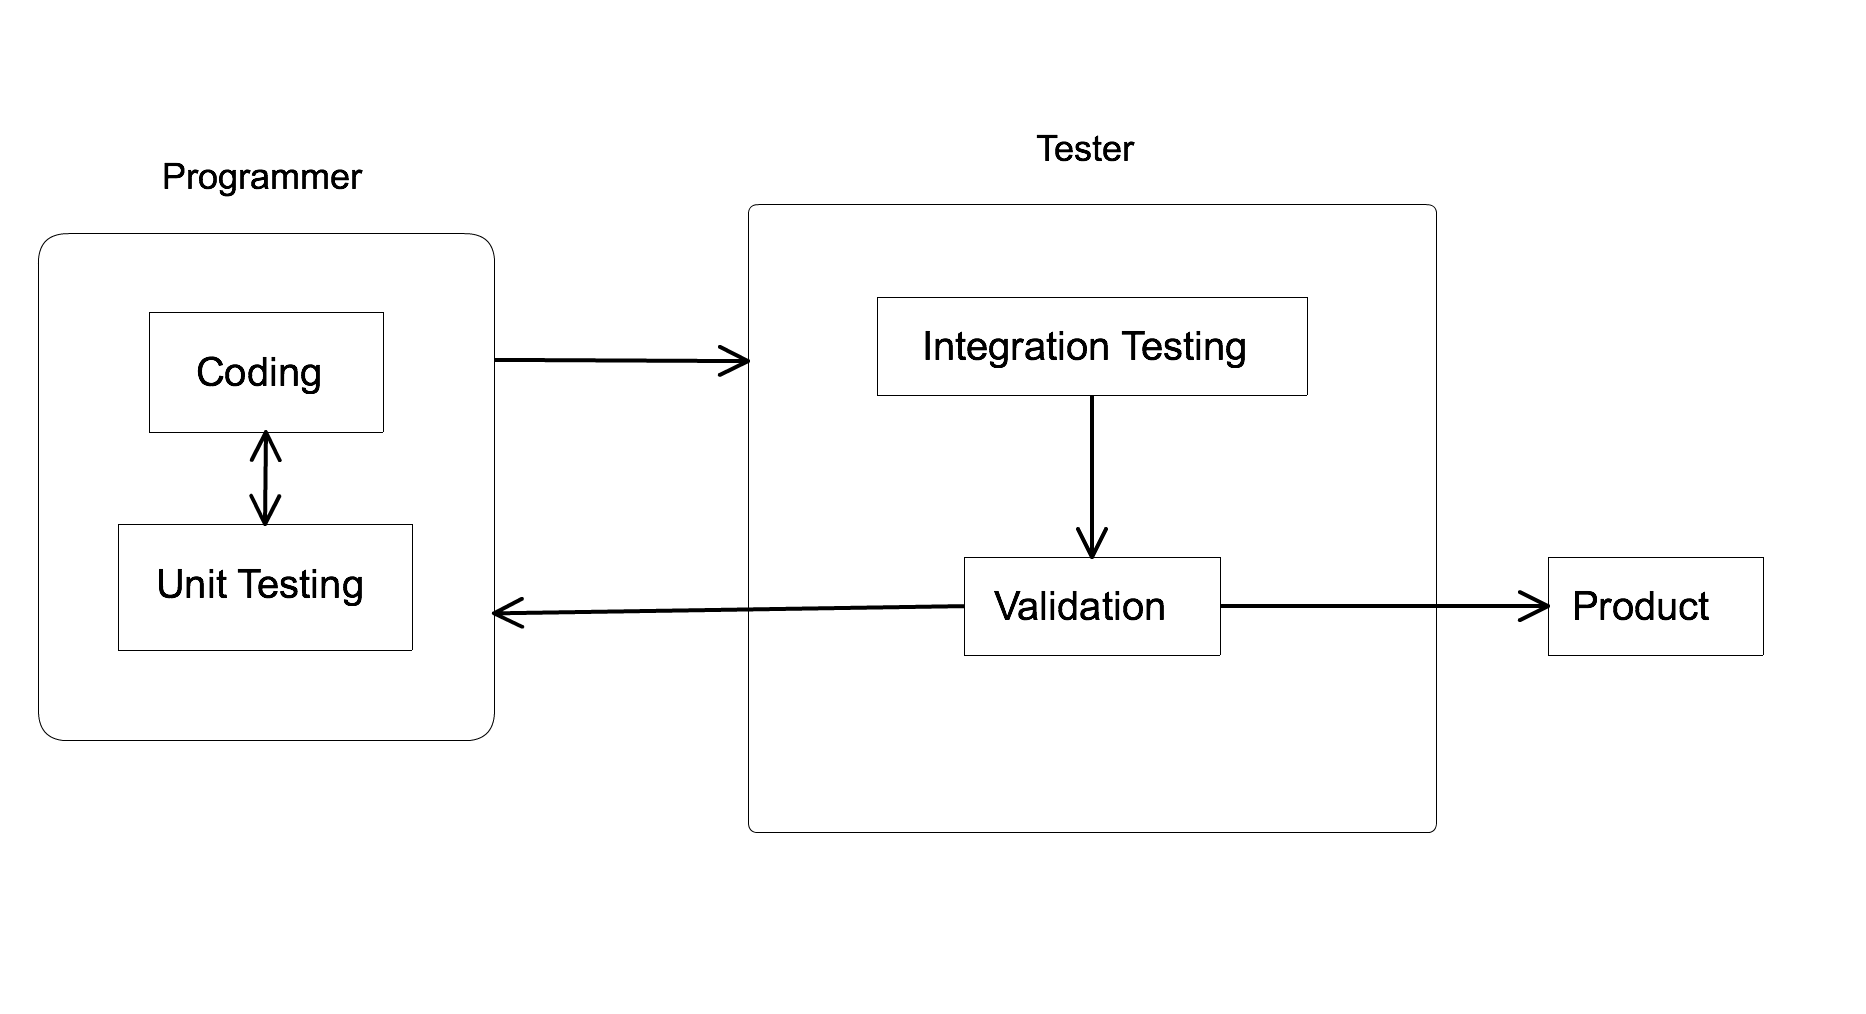 Programmer
Tester
Coding
Integration Testing
Unit Testing
Validation
Product